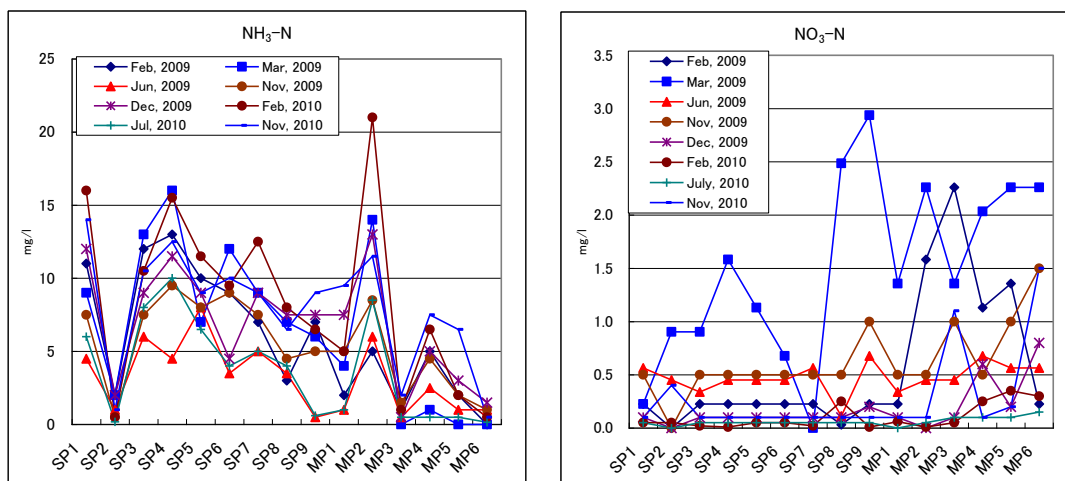 NH₃-N
25
20
15
10
5
0
mg/l
Feb, 2009 Mar, 2009
Jun, 2009 Nov, 2009
Dec, 2009 Feb, 2010
Jul, 2010 Nov, 2010
SP1 SP2 SP3 SP4 SP5 SP6 SP7 SP8 SP9 MP1 MP2 MP3 MP4 MP5 MP6
NO₃-N
3.5
3.0
2.5
2.0
1.5
1.0
0.5
0.0
mg/l
Feb, 2009
Mar, 2009
Jun, 2009
Nov, 2009
Dec, 2009
Feb, 2010
July, 2010
Nov, 2010
SP1 SP2 SP3 SP4 SP5 SP6 SP7 SP8 SP9 MP1 MP2 MP3 MP4 MP5 MP6